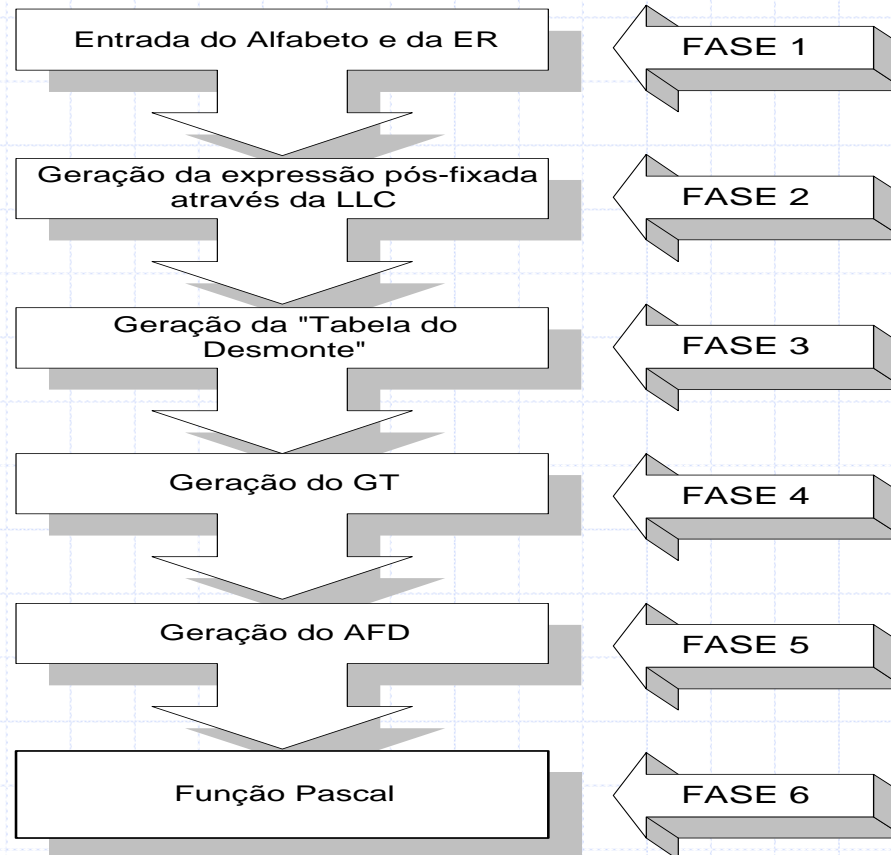 Entrada do Alfabeto e da ER
FASE 1
Geração da expressão pós-fixada
através da LLC
FASE 2
Geração da "Tabela do
Desmonte"
FASE 3
Geração do GT
FASE 4
Geração do AFD
FASE 5
Função Pascal
FASE 6